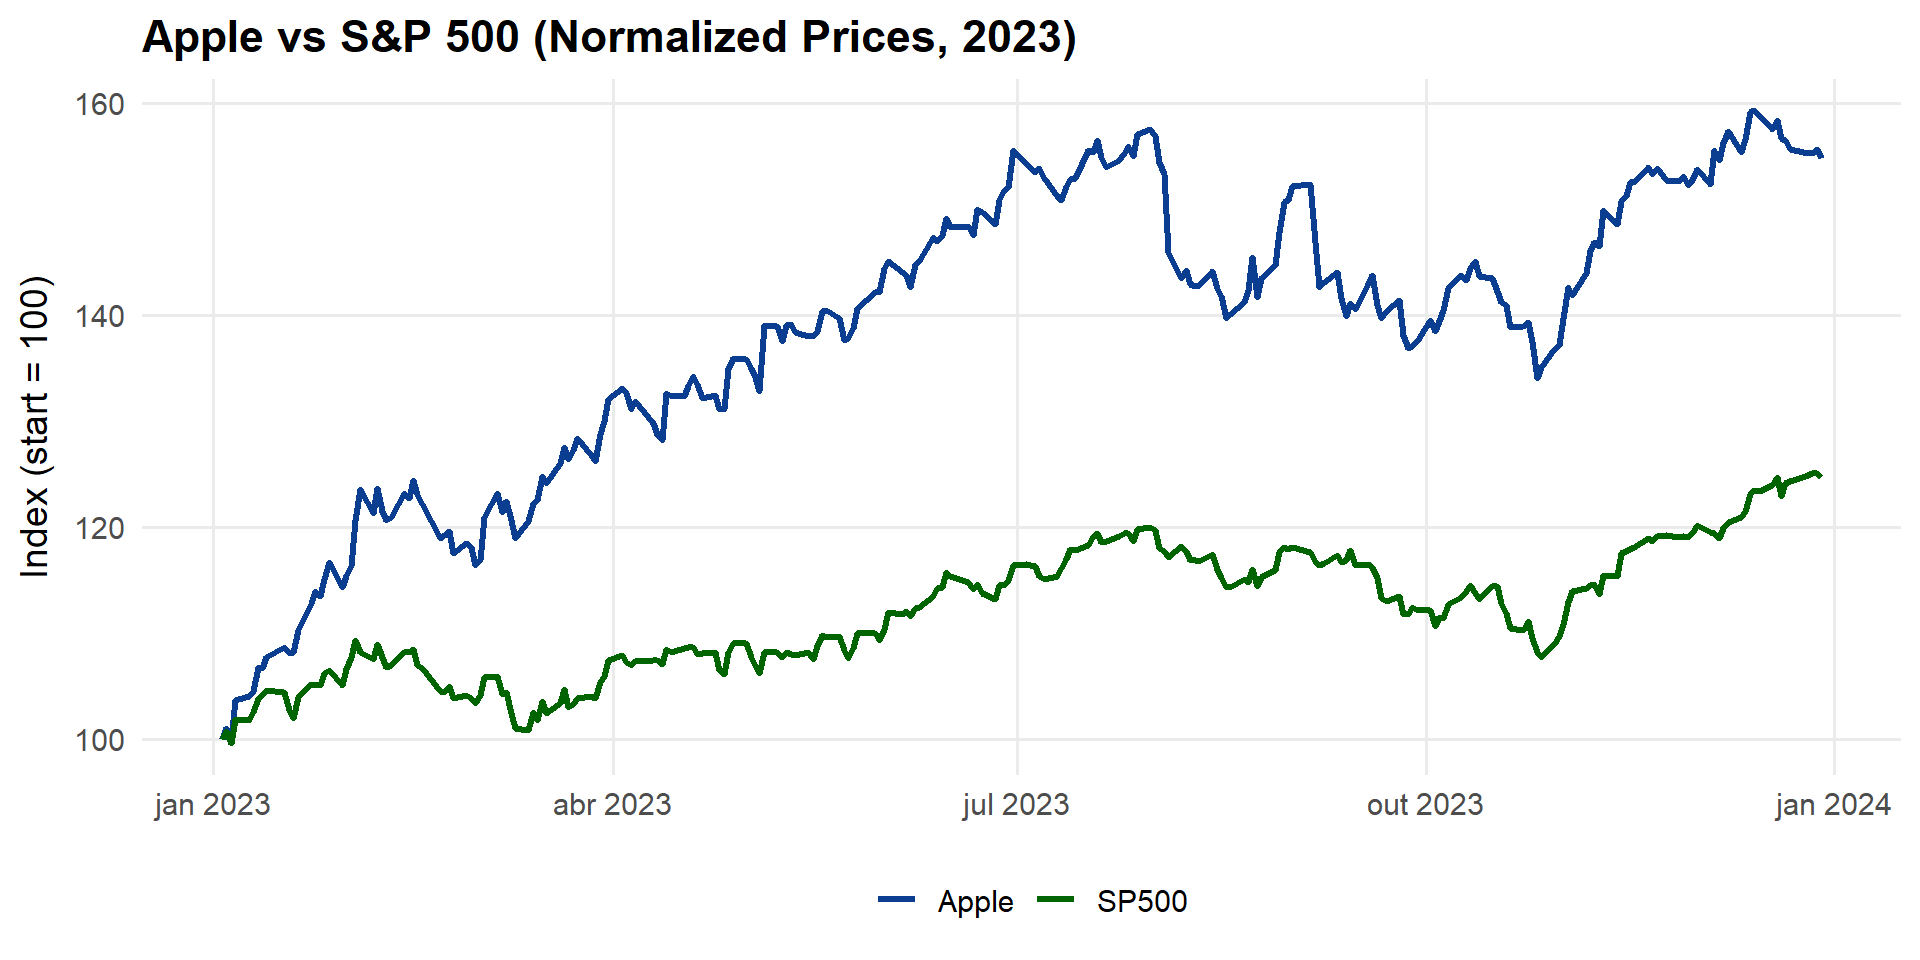 Apple vs S&P 500 (Normalized Prices, 2023)
Index (start = 100)
160
140
120
100
jan 2023 abr 2023 jul 2023 out 2023 jan 2024
Apple SP500